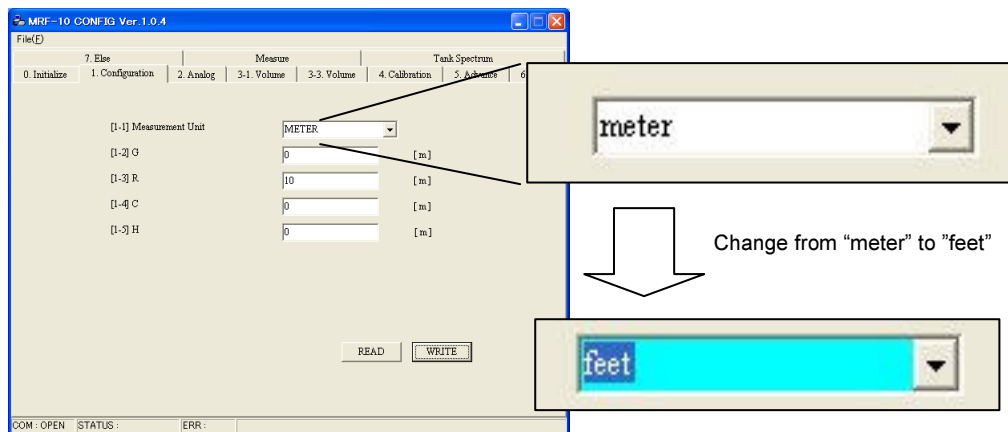 MRF-10 CONFIG Ver.1.0.4
File(F)
7. Else Measure Tank Spectrum
0. Initialize 1. Configuration 2. Analog 3-1. Volume 3-3. Volume 4. Calibration 5. Advance 6
[1-1] Measurement Unit METER
[1-2] G 0 [m]
[1-3] R 10 [m]
[1-4] C 0 [m]
[1-5] H 0 [m]
READ WRITE
COM : OPEN STATUS : ERR :
meter
Change from “meter” to ”feet”
feet